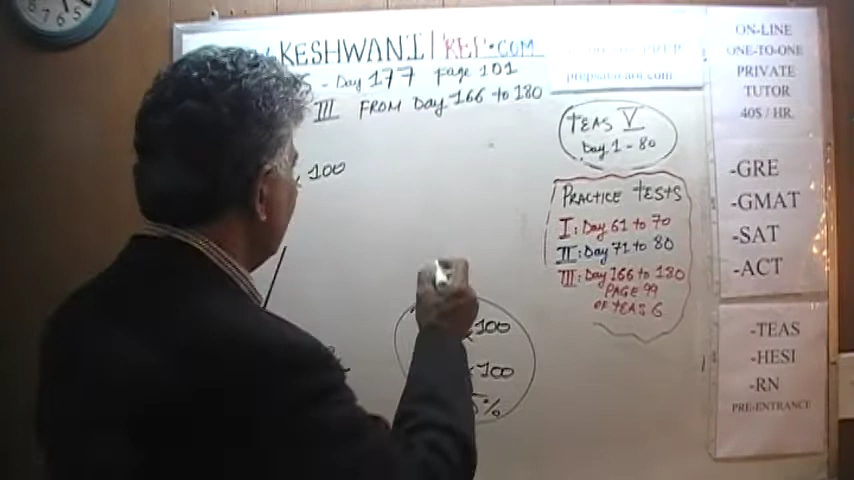 KESHWANI PREP.COM
- Day 177 Page 101
III FROM Day 166 to 180
100
100
100
5%
TEAS V
Day 1 - 80
PRACTICE TESTS
I: Day 61 to 70
II: Day 71 to 80
III: Day 166 to 180
PAGE 99
OF TEAS 6
ON-LINE
ONE-TO-ONE
PRIVATE
TUTOR
40$ / HR.
-GRE
-GMAT
-SAT
-ACT
-TEAS
-HESI
-RN
PRE-ENTRANCE